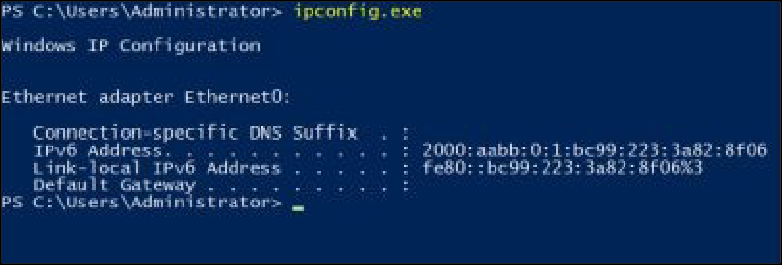 PS C:\Users\Administrator> ipconfig.exe
Windows IP Configuration
Ethernet adapter Ethernet0:
Connection-specific DNS Suffix . :
IPv6 Address. . . . . . . . . . . : 2000:aabb:0:1:bc99:223:3a82:8f06
Link-local IPv6 Address . . . . . : fe80::bc99:223:3a82:8f06%3
Default Gateway . . . . . . . . . :
PS C:\Users\Administrator> _